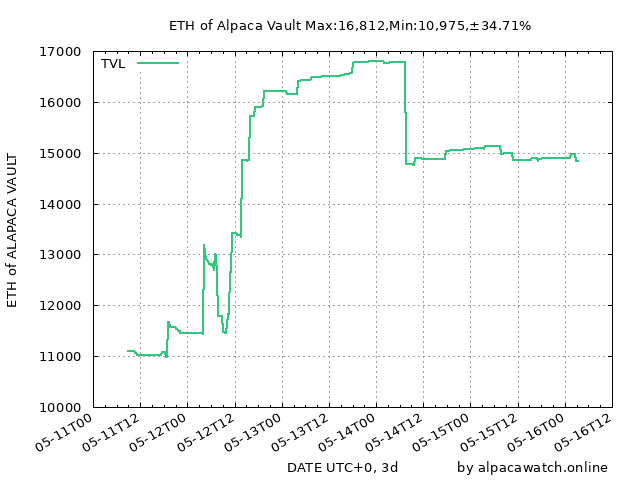 ETH of Alpaca Vault Max:16,812,Min:10,975,±34.71%
TVL
17000
16000
15000
14000
13000
12000
11000
10000
ETH of ALAPACA VAULT
05-11T00
05-11T12
05-12T00
05-12T12
05-13T00
05-13T12
05-14T00
05-14T12
05-15T00
05-15T12
05-16T00
05-16T12
DATE UTC+0, 3d
by alpacawatch.online